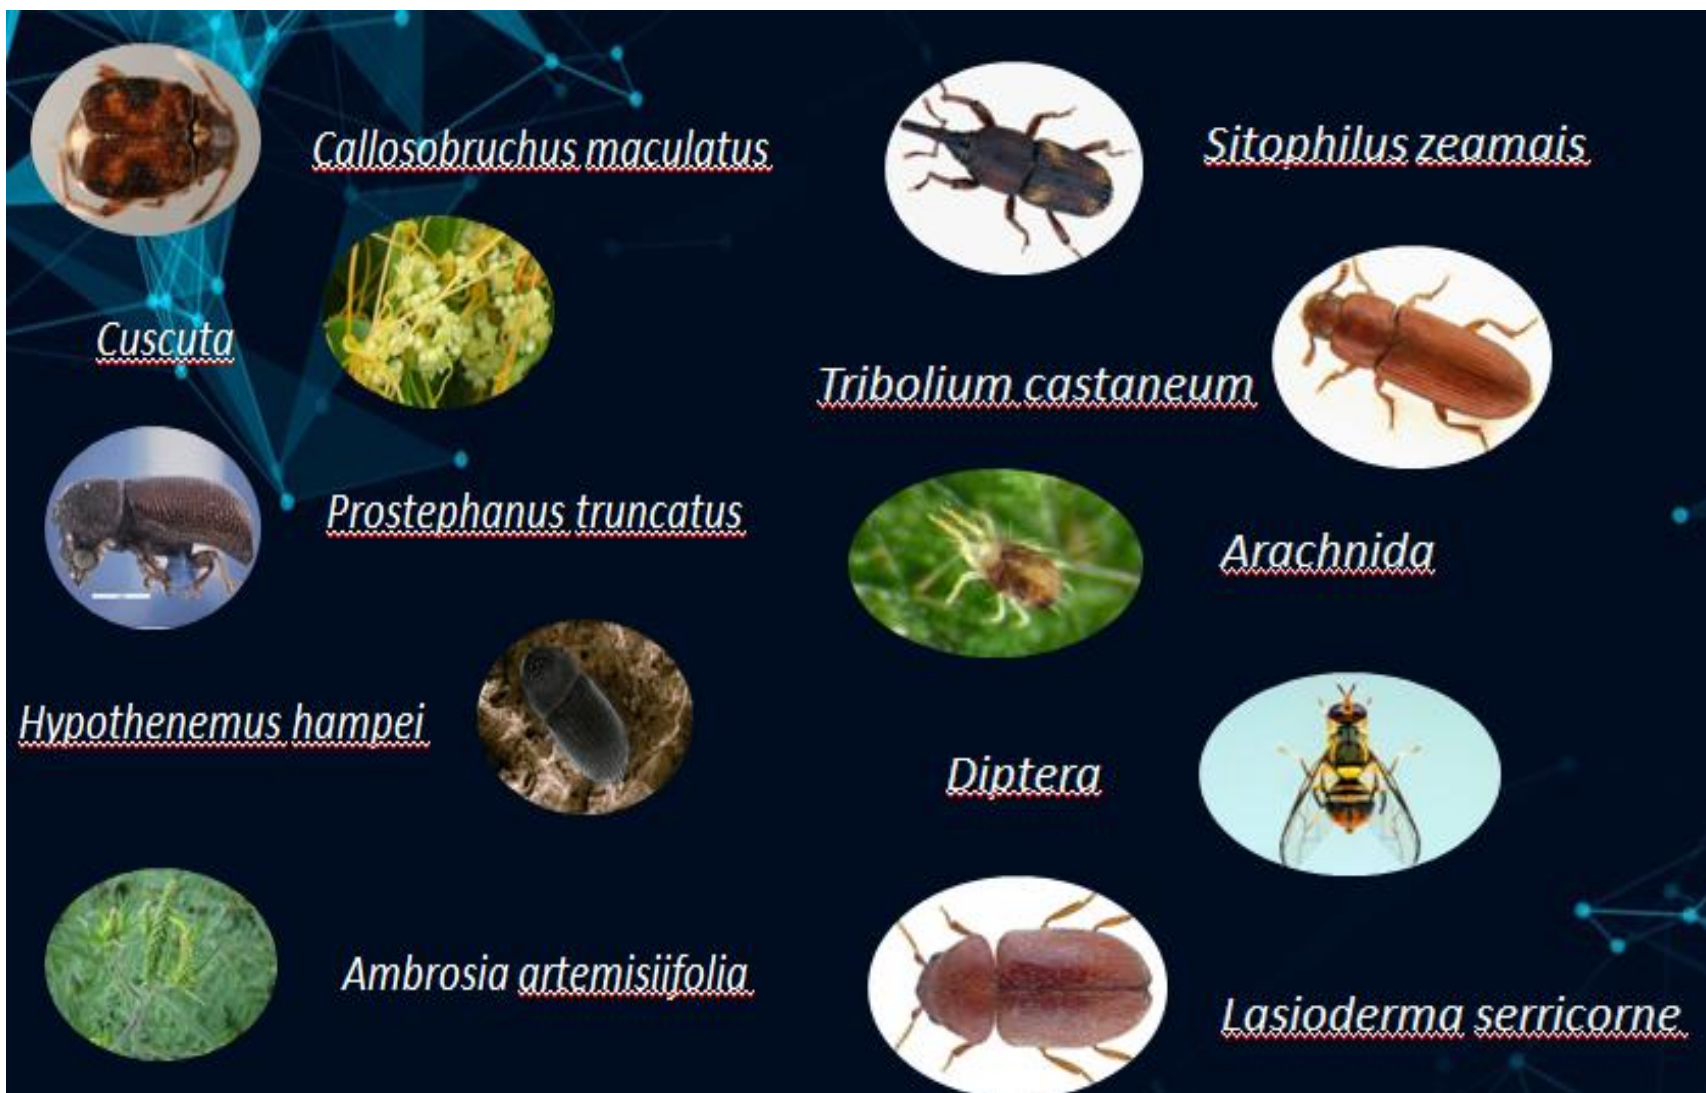 Callosobruchus maculatus
Sitophilus zeamais
Cuscuta
Tribolium castaneum
Prostephanus truncatus
Arachnida
Hypothenemus hampei
Diptera
Ambrosia artemisiifolia
Lasioderma serricorne